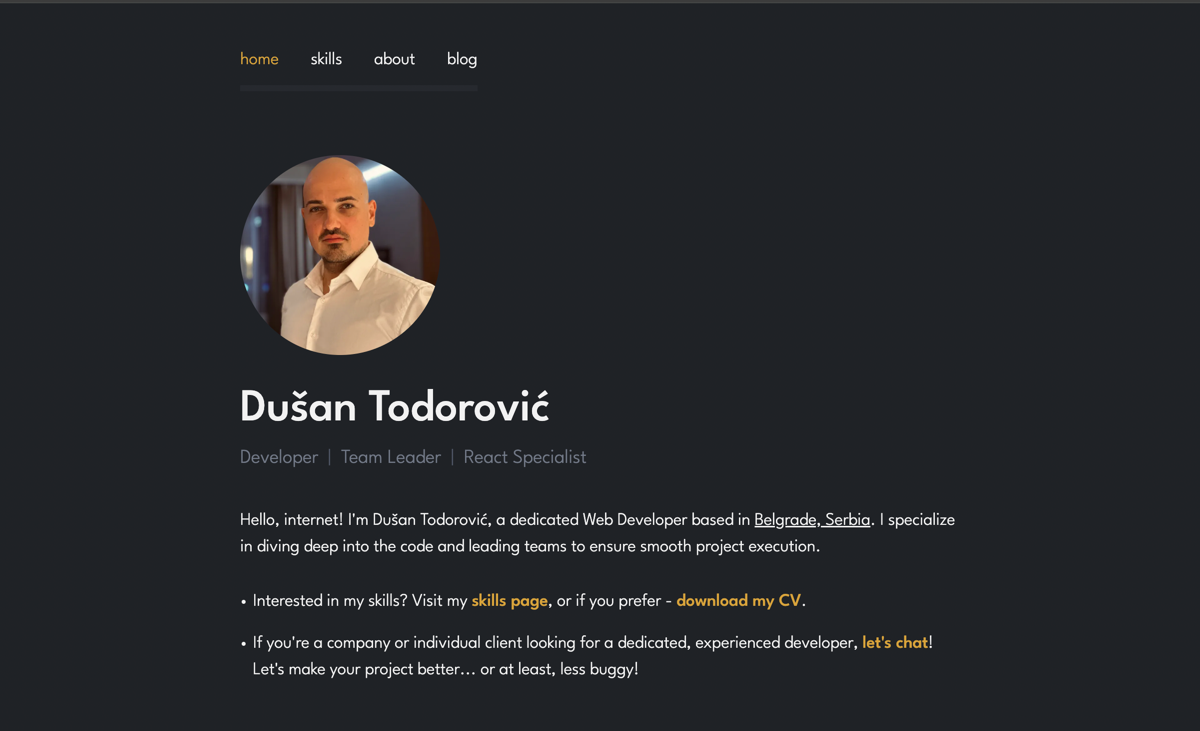 home skills about blog
Dušan Todorović
Developer | Team Leader | React Specialist
Hello, internet! I'm Dušan Todorović, a dedicated Web Developer based in Belgrade, Serbia. I specialize
in diving deep into the code and leading teams to ensure smooth project execution.
• Interested in my skills? Visit my skills page, or if you prefer - download my CV.
• If you're a company or individual client looking for a dedicated, experienced developer, let's chat!
Let's make your project better... or at least, less buggy!